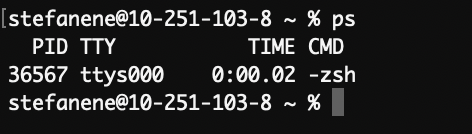 [stefanene@10-251-103-8 ~ % ps
  PID TTY           TIME CMD
36567 ttys000    0:00.02 -zsh
stefanene@10-251-103-8 ~ %